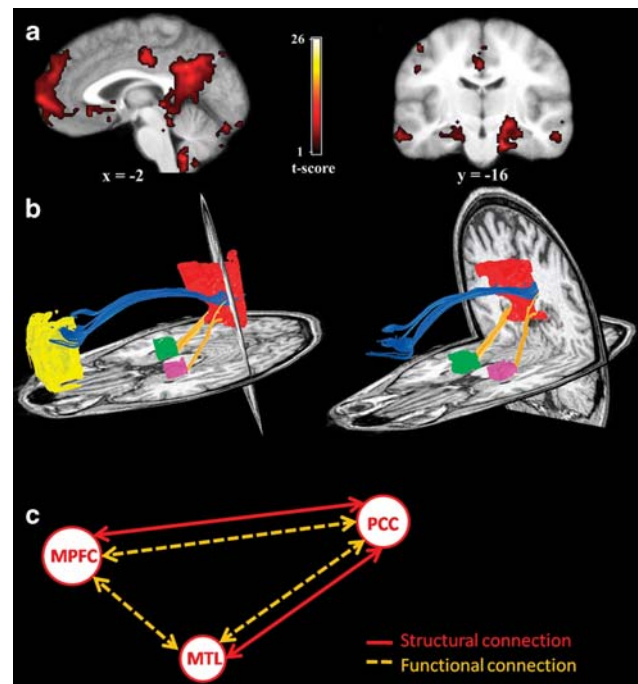 a
26
1
t-score
x = -2
y = -16
b
c
MPFC
PCC
MTL
Structural connection
Functional connection